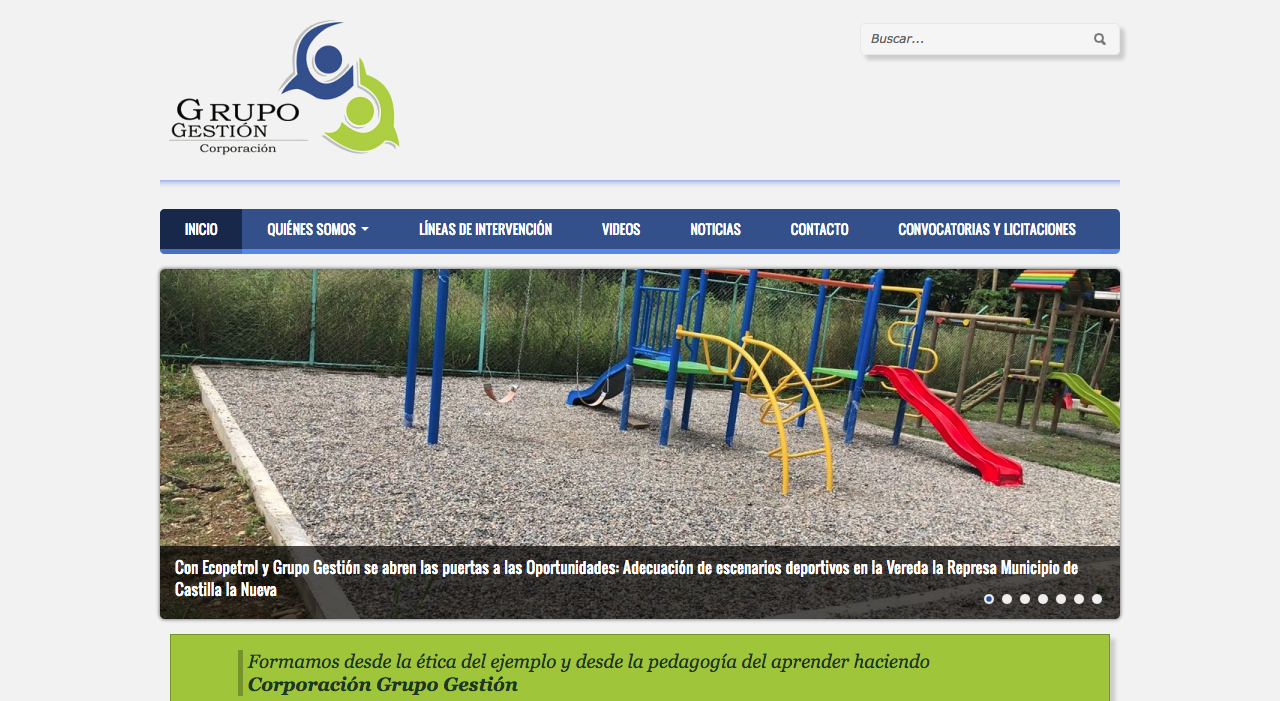 Buscar...
GRUPO
GESTIÓN
Corporación
INICIO
QUIÉNES SOMOS
LÍNEAS DE INTERVENCIÓN
VIDEOS
NOTICIAS
CONTACTO
CONVOCATORIAS Y LICITACIONES
Con Ecopetrol y Grupo Gestión se abren las puertas a las Oportunidades: Adecuación de escenarios deportivos en la Vereda la Represa Municipio de
Castilla la Nueva
Formamos desde la ética del ejemplo y desde la pedagogía del aprender haciendo
Corporación Grupo Gestión